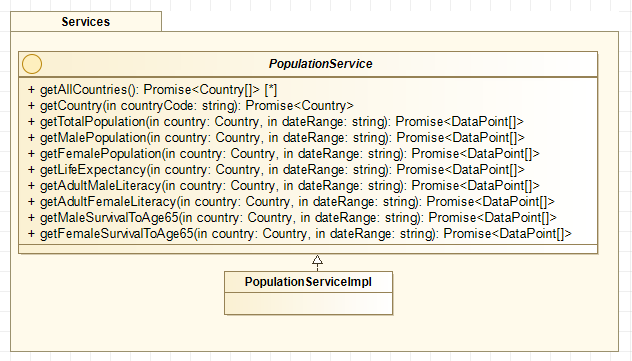 Services
PopulationService
+ getAllCountries(): Promise<Country[]> [*]
+ getCountry(in countryCode: string): Promise<Country>
+ getTotalPopulation(in country: Country, in dateRange: string): Promise<DataPoint[]>
+ getMalePopulation(in country: Country, in dateRange: string): Promise<DataPoint[]>
+ getFemalePopulation(in country: Country, in dateRange: string): Promise<DataPoint[]>
+ getLifeExpectancy(in country: Country, in dateRange: string): Promise<DataPoint[]>
+ getAdultMaleLiteracy(in country: Country, in dateRange: string): Promise<DataPoint[]>
+ getAdultFemaleLiteracy(in country: Country, in dateRange: string): Promise<DataPoint[]>
+ getMaleSurvivalToAge65(in country: Country, in dateRange: string): Promise<DataPoint[]>
+ getFemaleSurvivalToAge65(in country: Country, in dateRange: string): Promise<DataPoint[]>
PopulationServiceImpl